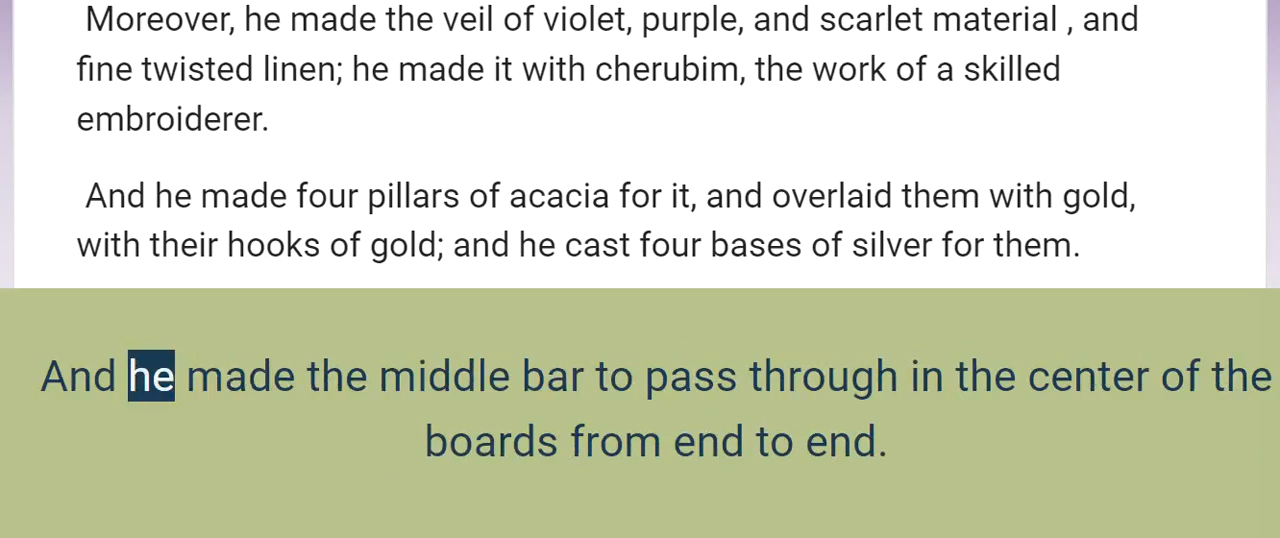 Moreover, he made the veil of violet, purple, and scarlet material , and
fine twisted linen; he made it with cherubim, the work of a skilled
embroiderer.
And he made four pillars of acacia for it, and overlaid them with gold,
with their hooks of gold; and he cast four bases of silver for them.
And he made the middle bar to pass through in the center of the
boards from end to end.